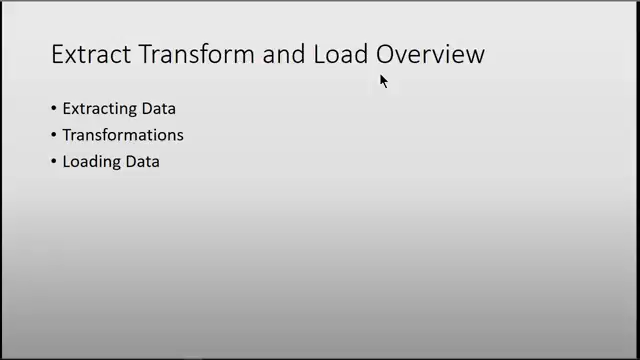 Extract Transform and Load Overview
• Extracting Data
• Transformations
• Loading Data